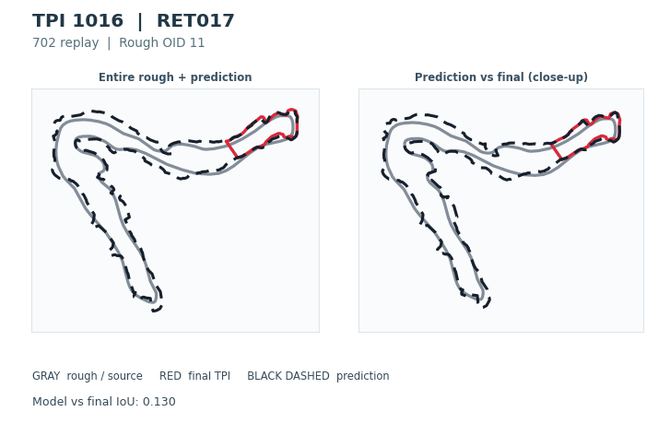 TPI 1016 | RET017
702 replay | Rough OID 11
Entire rough + prediction
Prediction vs final (close-up)
GRAY rough / source RED final TPI BLACK DASHED prediction
Model vs final IoU: 0.130